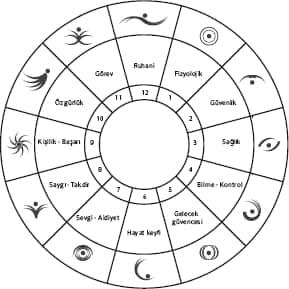 Ruhani
Fizyolojik
Güvenlik
Sağlık
Bilme - Kontrol
Gelecek
güvencesi
Hayat keyfi
Sevgi - Aidiyet
Saygı - Takdir
Kişilik - Başarı
Özgürlük
Görev
12
1
2
3
4
5
6
7
8
9
10
11